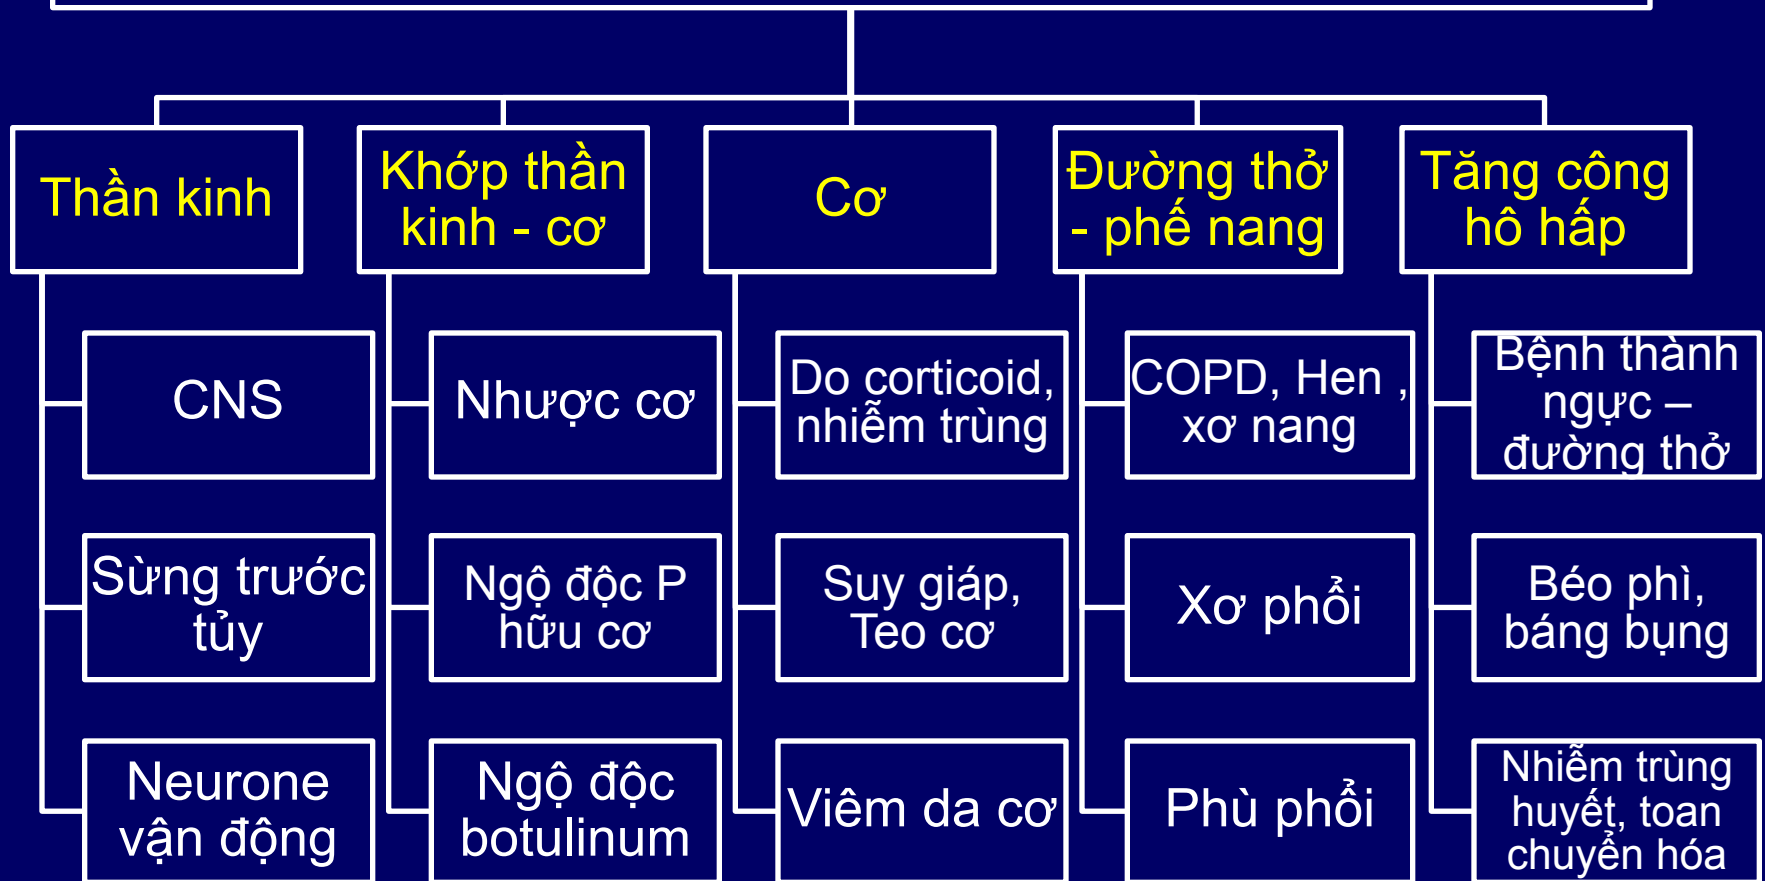 Thần kinh
Khớp thần
kinh - cơ
Cơ
Đường thở
- phế nang
Tăng công
hô hấp
CNS
Nhược cơ
Do corticoid,
nhiễm trùng
COPD, Hen ,
xơ nang
Bệnh thành
ngực –
đường thở
Sừng trước
tủy
Ngộ độc P
hữu cơ
Suy giáp,
Teo cơ
Xơ phổi
Béo phì,
báng bụng
Neurone
vận động
Ngộ độc
botulinum
Viêm da cơ
Phù phổi
Nhiễm trùng
huyết, toan
chuyển hóa